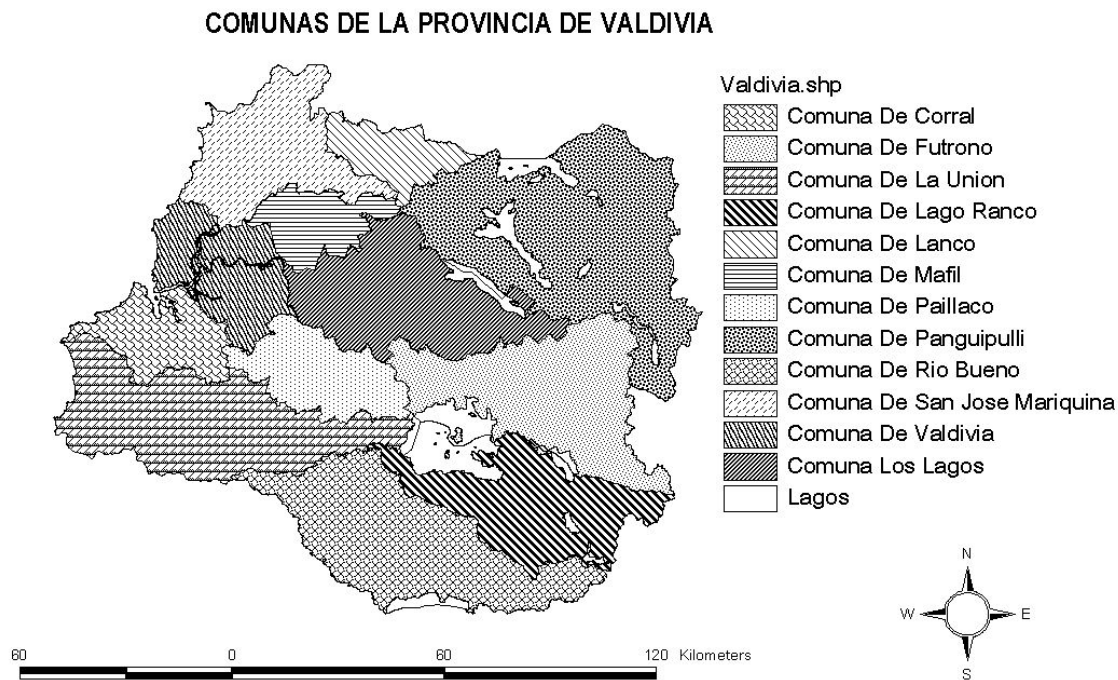 COMUNAS DE LA PROVINCIA DE VALDIVIA
Valdivia.shp
Comuna De Corral
Comuna De Futrono
Comuna De La Union
Comuna De Lago Ranco
Comuna De Lanco
Comuna De Mafil
Comuna De Paillaco
Comuna De Panguipulli
Comuna De Rio Bueno
Comuna De San Jose Mariquina
Comuna De Valdivia
Comuna Los Lagos
Lagos
N
W E
S
60 0 60 120 Kilometers